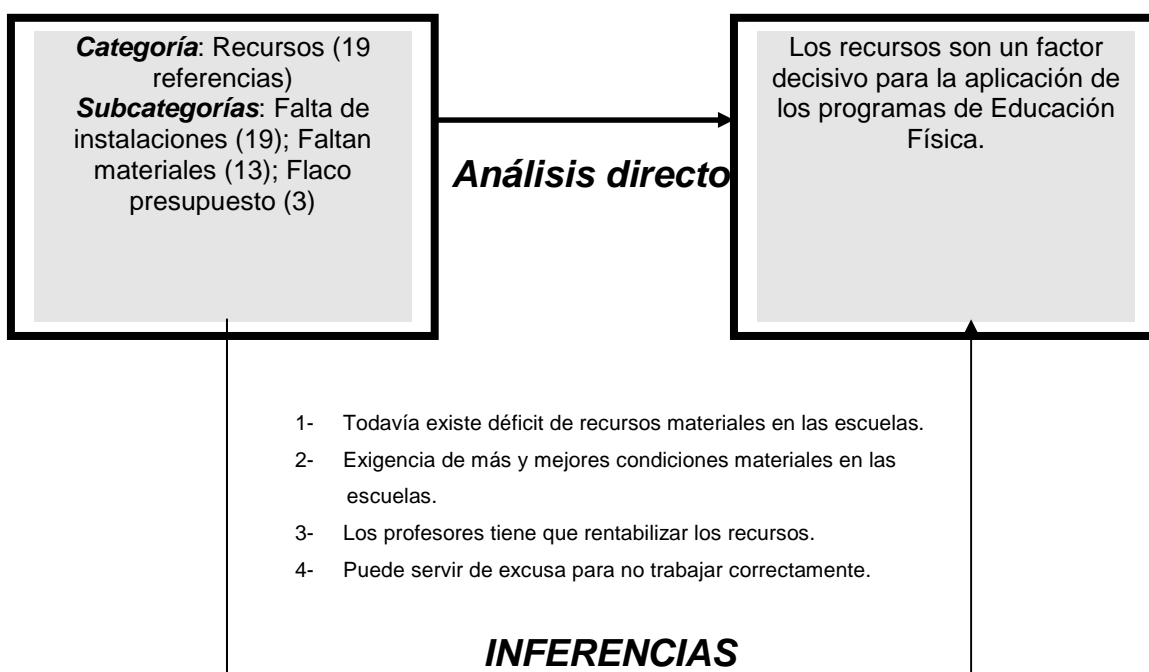 Categoría: Recursos (19
referencias)
Subcategorías: Falta de
instalaciones (19); Faltan
materiales (13); Flaco
presupuesto (3)
Análisis directo
Los recursos son un factor
decisivo para la aplicación de
los programas de Educación
Física.
1- Todavía existe déficit de recursos materiales en las escuelas.
2- Exigencia de más y mejores condiciones materiales en las
escuelas.
3- Los profesores tiene que rentabilizar los recursos.
4- Puede servir de excusa para no trabajar correctamente.
INFERENCIAS